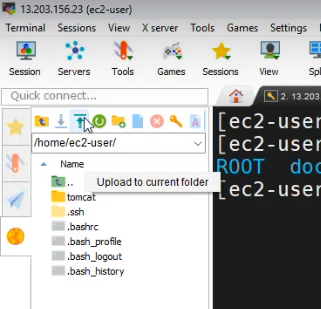 13.203.156.23 (ec2-user)
Terminal Sessions View X server Tools Games Settings
Session Servers Tools Games Sessions View
Quick connect...
2. 13.203
/home/ec2-user/
Name
..
Upload to current folder
tomcat
.ssh
.bashrc
.bash_profile
.bash_logout
.bash_history
[ec2-user
[ec2-user
ROOT doc
[ec2-user